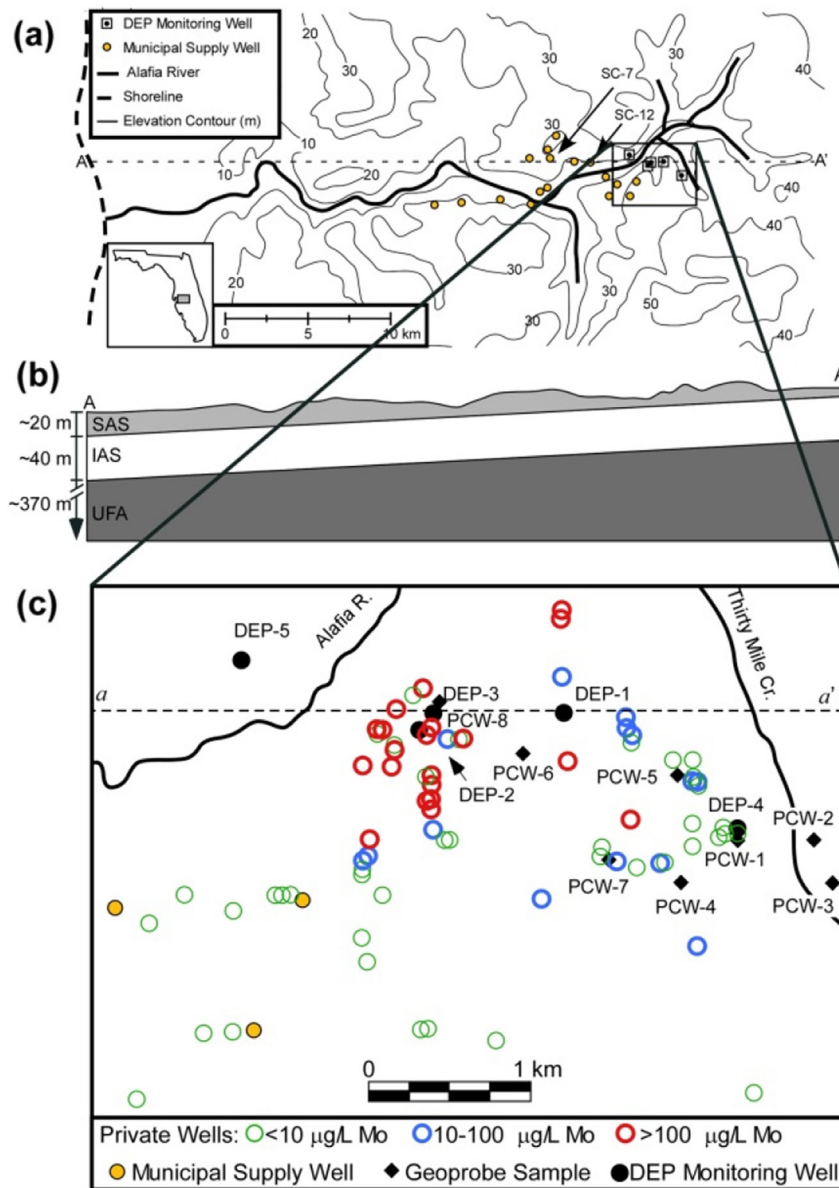 (a)
DEP Monitoring Well
Municipal Supply Well
Alafia River
Shoreline
Elevation Contour (m)
20
30
30
40
SC-7
SC-12
30
10
10
20
A'
A'
40
40
30
30
50
20
30
40
0
5
10 km
(b)
A
A
~20 m
SAS
~40 m
IAS
~370 m
UFA
(c)
DEP-5
Alafia R.
Thirty Mile Cr.
a
a'
DEP-3
DEP-1
PCW-8
PCW-6
DEP-2
PCW-5
DEP-4
PCW-2
PCW-1
PCW-7
PCW-4
PCW-3
0
1 km
Private Wells: <10 µg/L Mo 10-100 µg/L Mo >100 µg/L Mo
Municipal Supply Well Geoprobe Sample DEP Monitoring Well